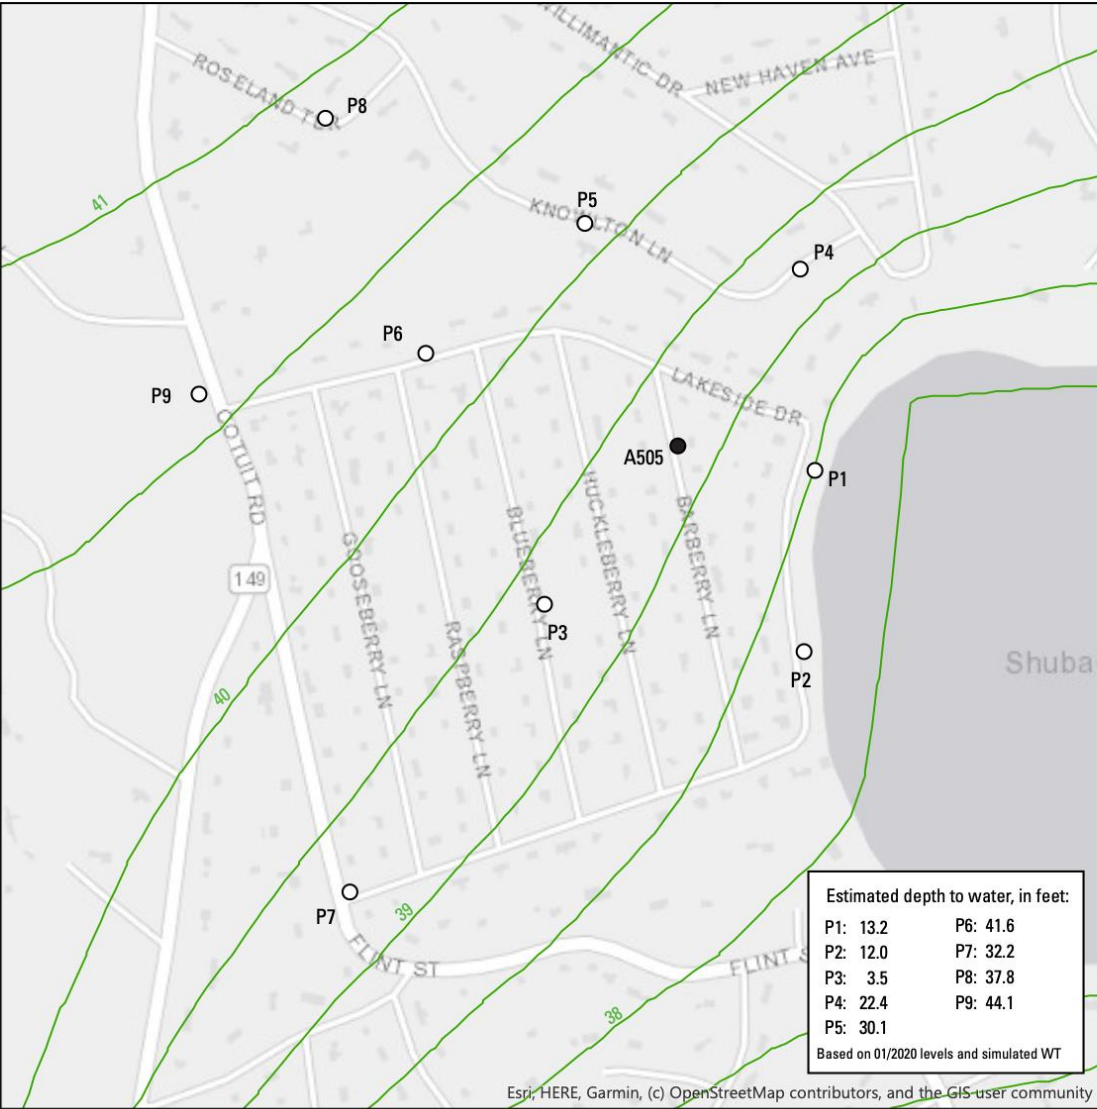 WILLIMANTIC DR
NEW HAVEN AVE
ROSELAND TER
P8
41
P5
KNOWLTON LN
P4
P6
P9
LAKESIDE DR
COTUIT RD
A505
P1
HUCKLEBERRY LN
BARBERRY LN
BLUEBERRY LN
GOOSEBERRY LN
149
P3
RASPBERRY LN
P2
Shuba
40
39
P7
FLINT ST
FLINT S
38
Estimated depth to water, in feet:
P1: 13.2 P6: 41.6
P2: 12.0 P7: 32.2
P3: 3.5 P8: 37.8
P4: 22.4 P9: 44.1
P5: 30.1
Based on 01/2020 levels and simulated WT
Esri, HERE, Garmin, (c) OpenStreetMap contributors, and the GIS user community